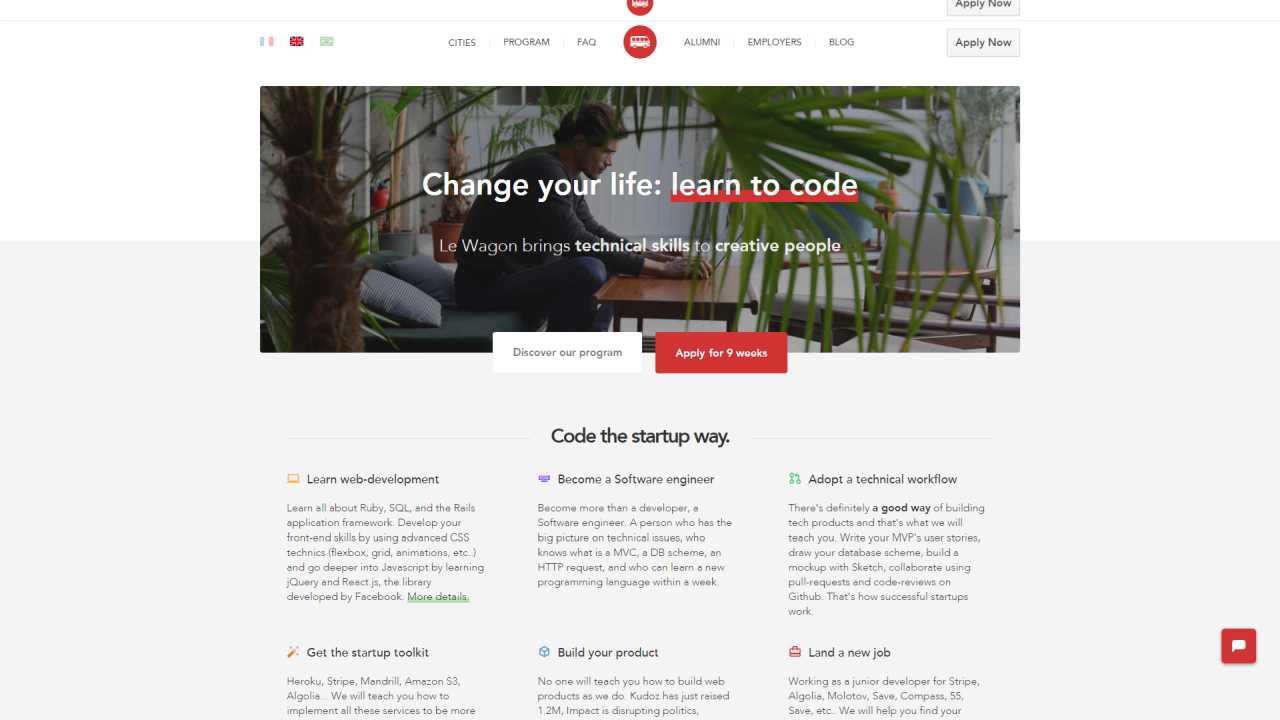 Apply Now
CITIES PROGRAM FAQ ALUMNI EMPLOYERS BLOG Apply Now
Change your life: learn to code
Le Wagon brings technical skills to creative people
Discover our program Apply for 9 weeks
Code the startup way.
Learn web-development
Learn all about Ruby, SQL, and the Rails
application framework. Develop your
front-end skills by using advanced CSS
technics (flexbox, grid, animations, etc..)
and go deeper into Javascript by learning
jQuery and React.js, the library
developed by Facebook. More details.
Become a Software engineer
Become more than a developer, a
Software engineer. A person who has the
big picture on technical issues, who
knows what is a MVC, a DB scheme, an
HTTP request, and who can learn a new
programming language within a week.
Adopt a technical workflow
There's definitely a good way of building
tech products and that's what we will
teach you. Write your MVP's user stories,
draw your database scheme, build a
mockup with Sketch, collaborate using
pull-requests and code-reviews on
Github. That's how successful startups
work.
Get the startup toolkit
Heroku, Stripe, Mandrill, Amazon S3,
Algolia... We will teach you how to
implement all these services to be more
Build your product
No one will teach you how to build web
products as we do. Kudoz has just raised
1.2M, Impact is disrupting politics,
Land a new job
Working as a junior developer for Stripe,
Algolia, Molotov, Save, Compass, 55,
Save, etc.. We will help you find your